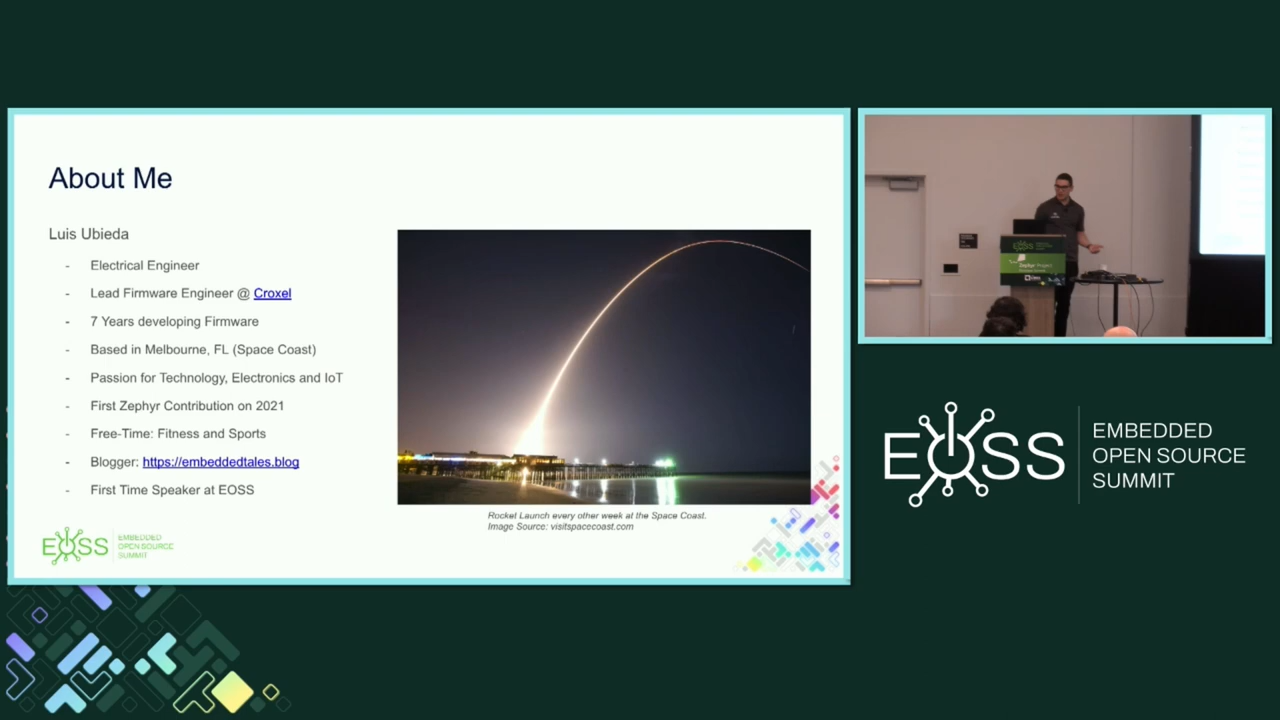 About Me
Luis Ubieda
- Electrical Engineer
- Lead Firmware Engineer @ Croxel
- 7 Years developing Firmware
- Based in Melbourne, FL (Space Coast)
- Passion for Technology, Electronics and IoT
- First Zephyr Contribution on 2021
- Free-Time: Fitness and Sports
- Blogger: https://embeddedtales.blog
- First Time Speaker at EOSS
Rocket Launch every other week at the Space Coast.
Image Source: visitspacecoast.com
EOSS
EMBEDDED
OPEN SOURCE
SUMMIT
EOSS
Zephyr Project
EOSS
EMBEDDED
OPEN SOURCE
SUMMIT